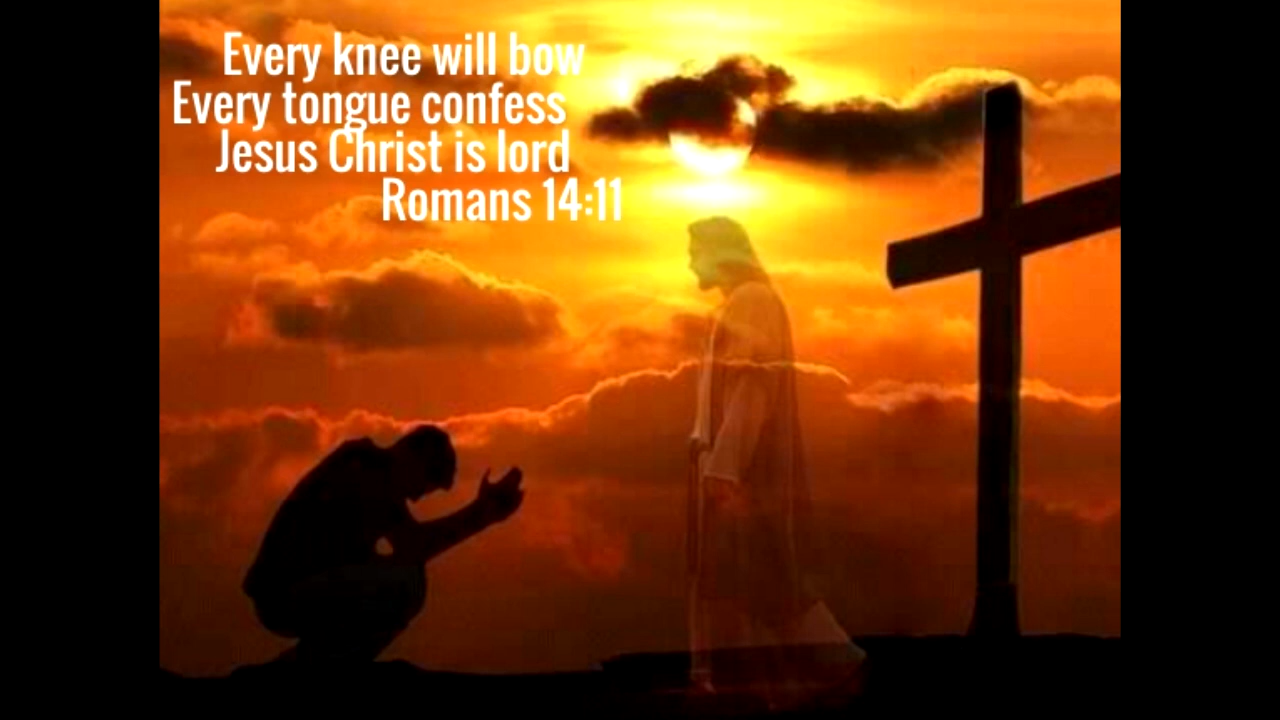 Every knee will bow
Every tongue confess
Jesus Christ is lord
Romans 14:11